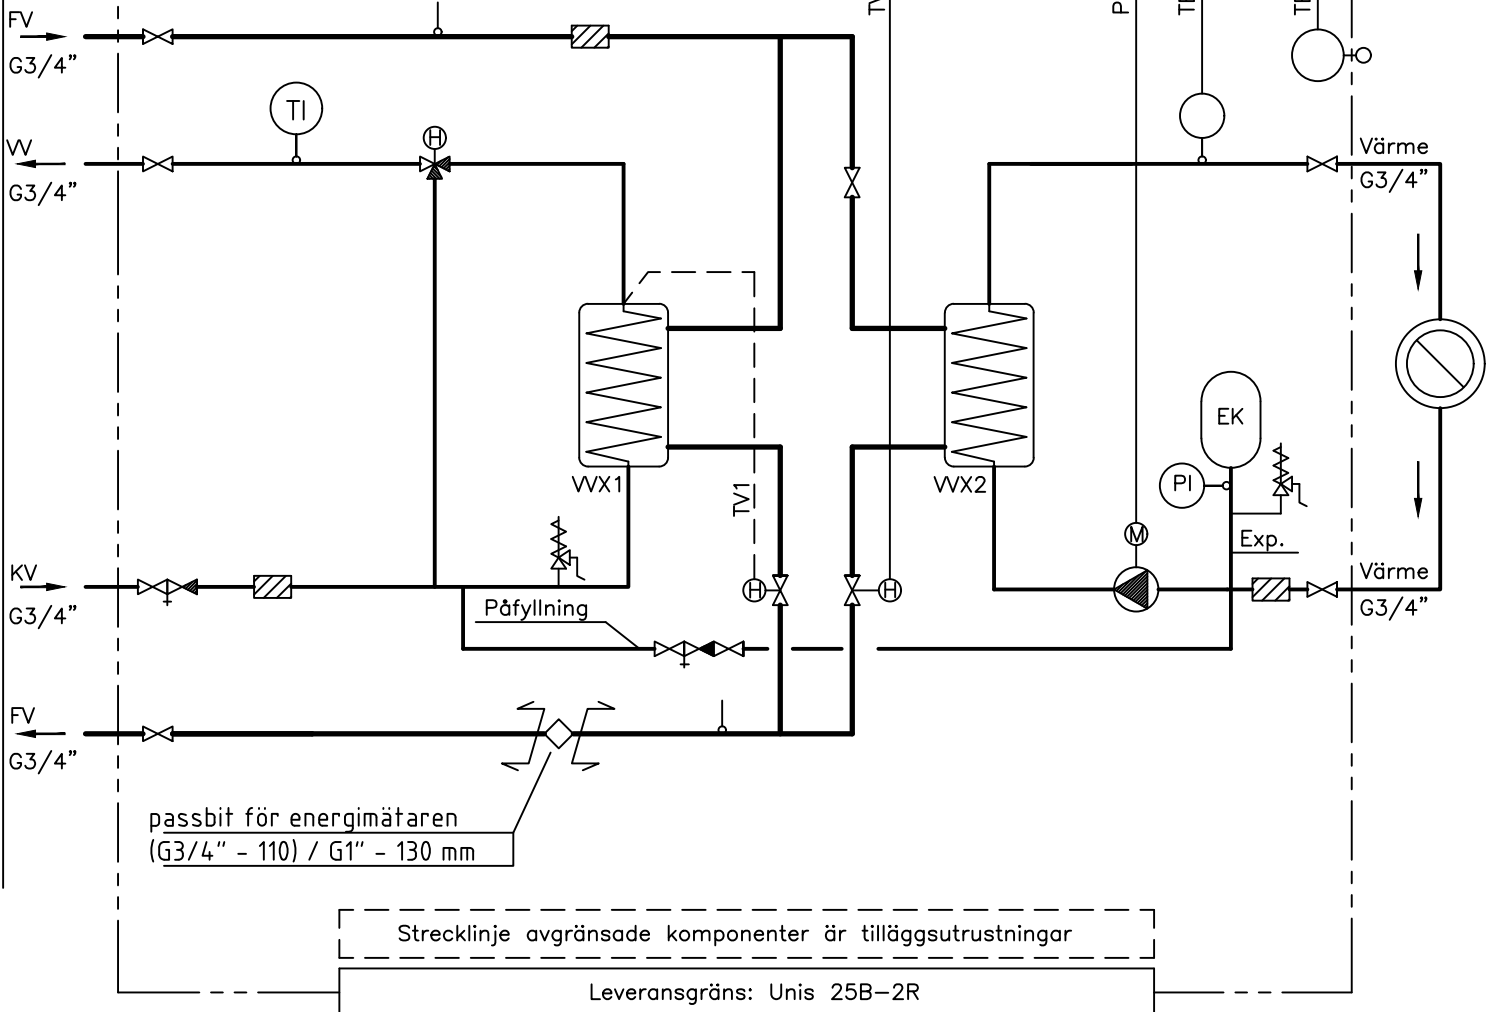 FV
G3/4"
TI
H
VV
G3/4"
Värme
G3/4"
EK
PI
VVX1
VVX2
TV1
M
Exp.
KV
G3/4"
H
H
Påfyllning
Värme
G3/4"
FV
G3/4"
passbit för energimätaren
(G3/4" - 110) / G1" - 130 mm
Strecklinje avgränsade komponenter är tilläggsutrustningar
Leveransgräns: Unis 25B-2R